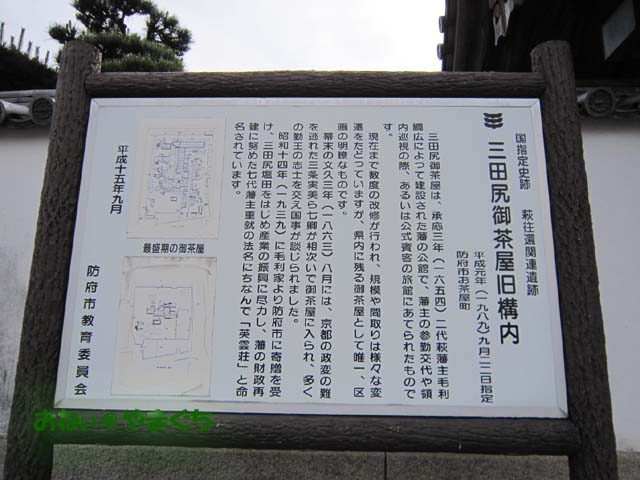 国指定史跡　萩往還関連遺跡
三田尻御茶屋旧構内
平成元年（一九八九）九月二二日指定
防府市お茶屋町
三田尻御茶屋は、承応三年（一六五四）二代萩藩主毛利
綱広によって建設された藩の公館で、藩主の参勤交代や領
内巡視の際、あるいは公式賓客の旅館にあてられたもので
す。
現在まで数度の改修が行われ、規模や間取りは様々な変
遷をたどっていますが、県内に残る御茶屋として唯一、区
画の明瞭なものです。
幕末の文久三年（一八六三）八月には、京都の政変の難
を逃れた三条実美ら七卿が相次いで御茶屋に入られ、多く
の勤王の志士を交え国事が談じられました。
昭和十四年（一九三九）に毛利家より防府市に寄贈を受
け、三田尻塩田をはじめ産業の振興に尽力し、藩の財政再
建に努めた七代藩主重就の法名にちなんで「英雲荘」と命
名されています。
最盛期の御茶屋
平成十五年九月
防府市教育委員会
おみぃ＊やまぐち